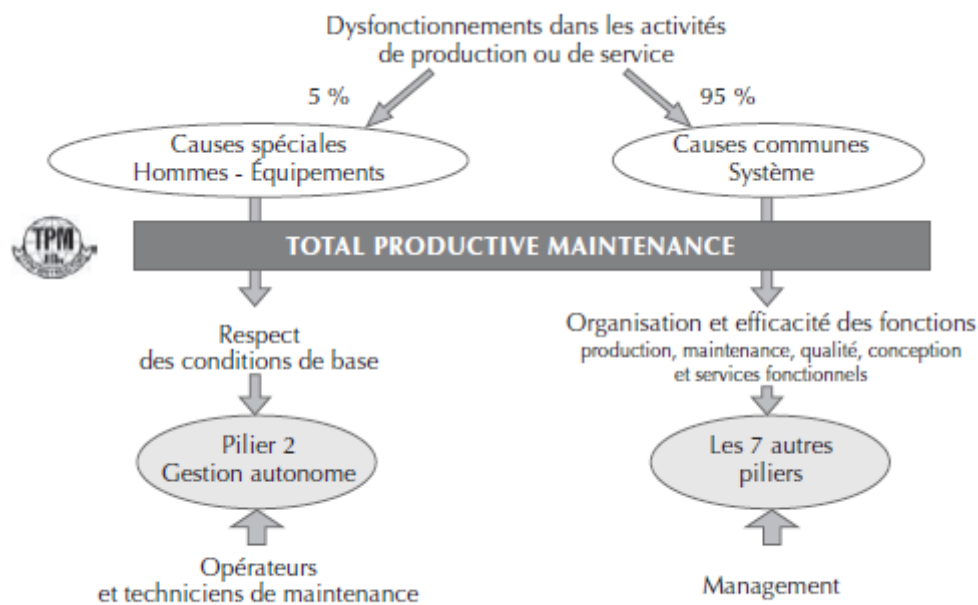 Dysfonctionnements dans les activités
de production ou de service
5 %
95 %
Causes spéciales
Hommes - Équipements
Causes communes
Système
TPM
TOTAL PRODUCTIVE MAINTENANCE
Respect
des conditions de base
Organisation et efficacité des fonctions
production, maintenance, qualité, conception
et services fonctionnels
Pilier 2
Gestion autonome
Les 7 autres
piliers
Opérateurs
et techniciens de maintenance
Management